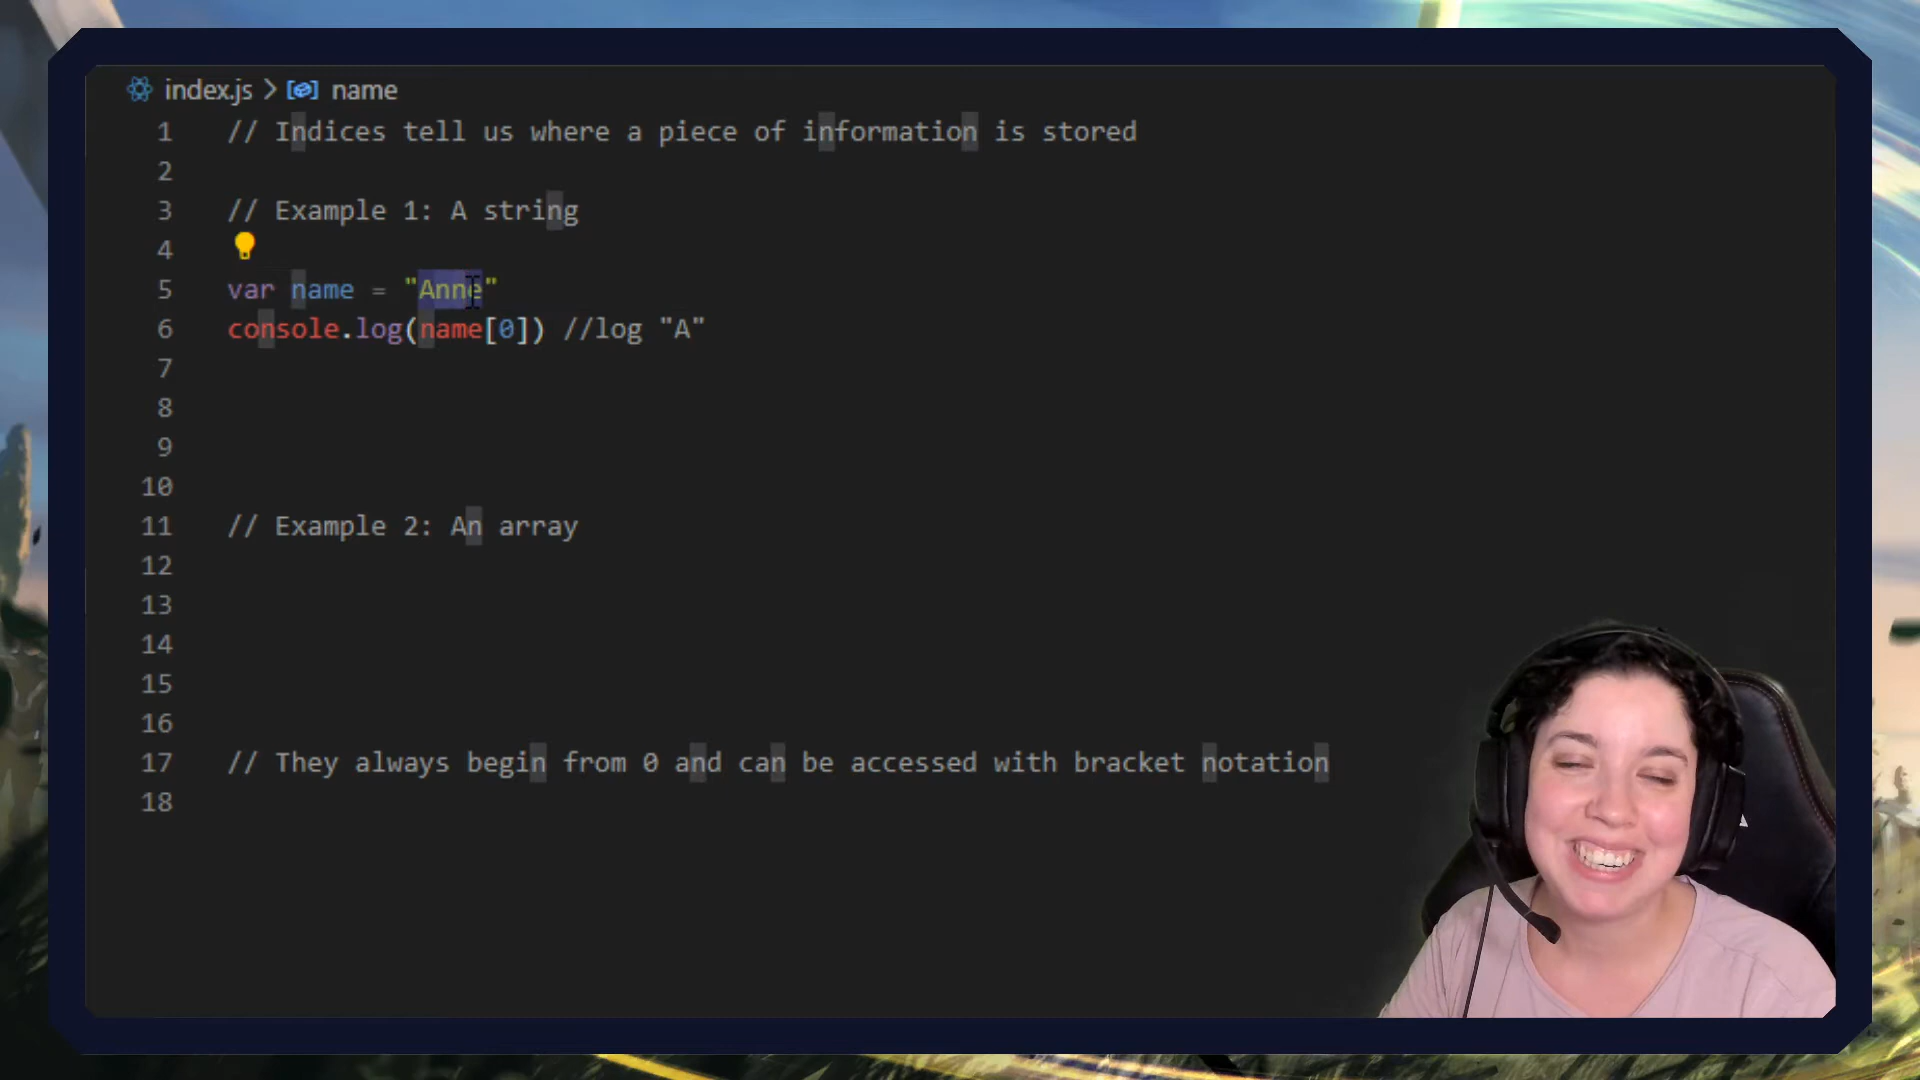 index.js > name
1 // Indices tell us where a piece of information is stored
2
3 // Example 1: A string
4
5 var name = "Anne"
6 console.log(name[0]) //log "A"
7
8
9
10
11 // Example 2: An array
12
13
14
15
16
17 // They always begin from 0 and can be accessed with bracket notation
18